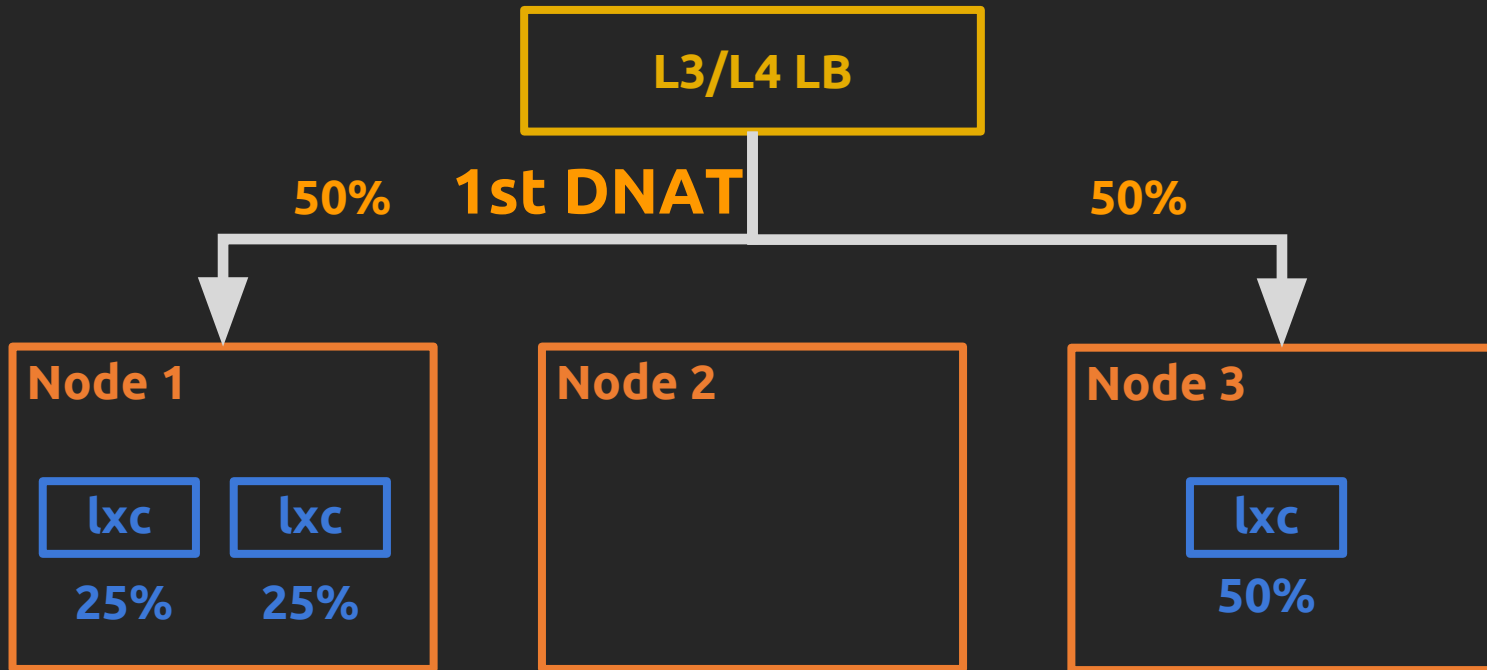 L3/L4 LB
50%
1st DNAT
50%
Node 1
Node 2
Node 3
lxc
lxc
lxc
25%
25%
50%